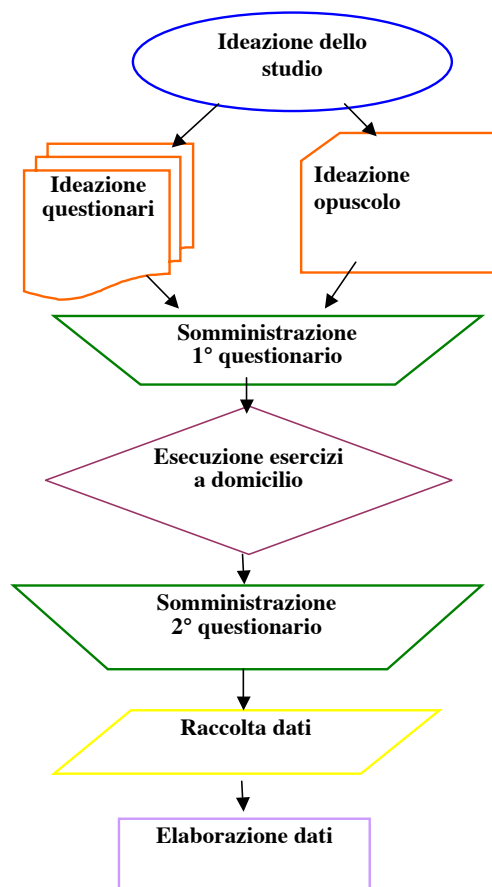 Ideazione dello
studio
Ideazione
questionari
Ideazione
opuscolo
Somministrazione
1° questionario
Esecuzione esercizi
a domicilio
Somministrazione
2° questionario
Raccolta dati
Elaborazione dati